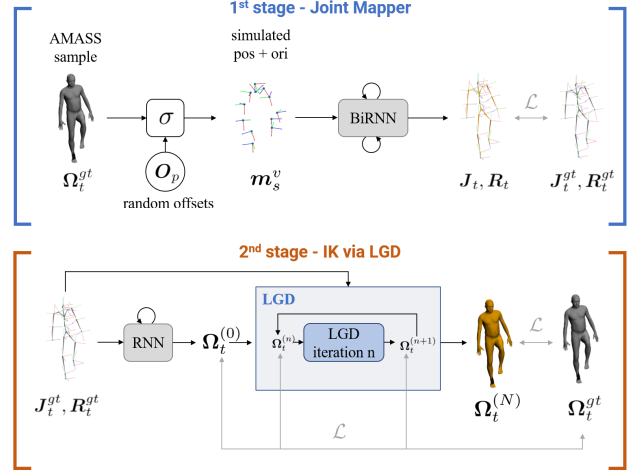 1st stage - Joint Mapper
AMASS
sample
simulated
pos + ori
σ
BiRNN
ℒ
O_p
random offsets
Ω_t^{gt}
m_s^v
J_t, R_t
J_t^{gt}, R_t^{gt}
2nd stage - IK via LGD
LGD
RNN
Ω_t^{(0)}
Ω_t^{(n)}
LGD
iteration n
Ω_t^{(n+1)}
ℒ
J_t^{gt}, R_t^{gt}
Ω_t^{(N)}
Ω_t^{gt}
ℒ